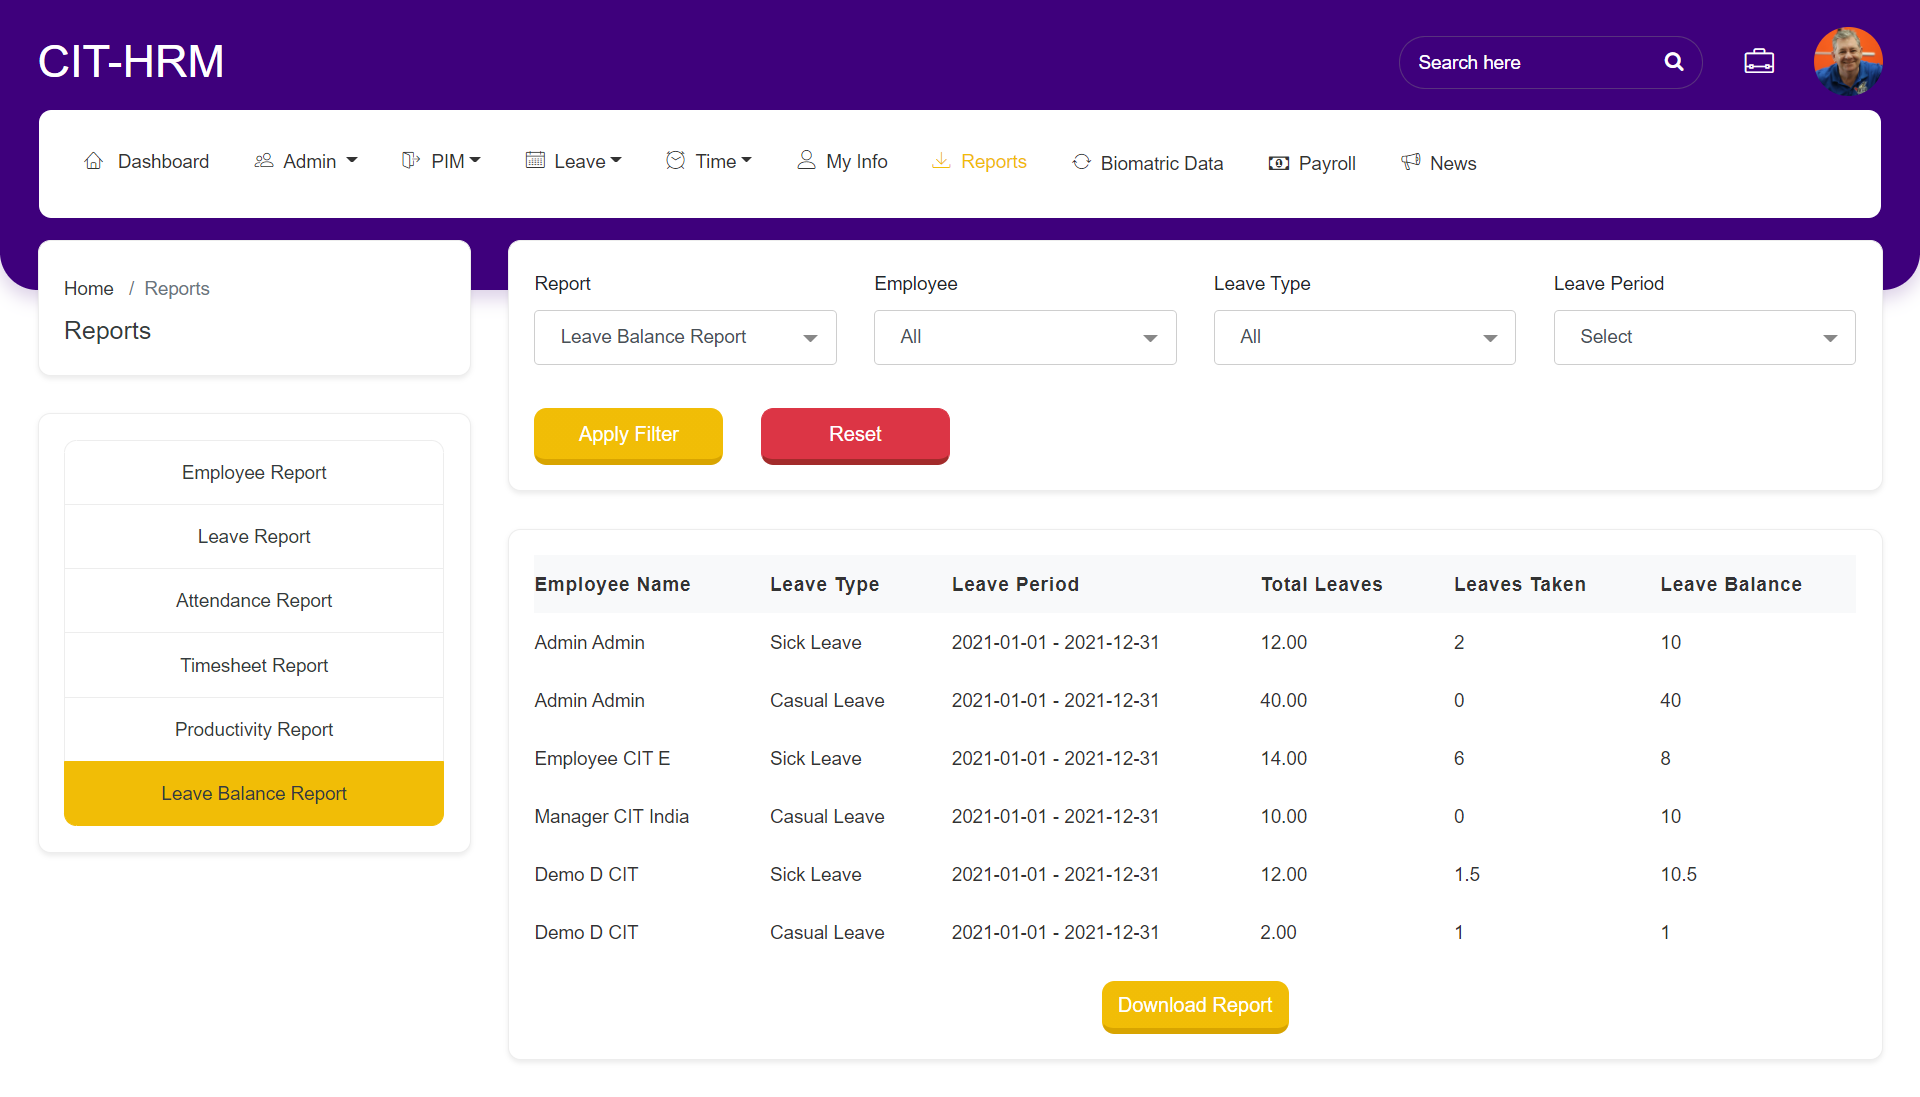 CIT-HRM
Search here
Dashboard Admin PIM Leave Time My Info Reports Biomatric Data Payroll News
Home / Reports
Reports
Employee Report
Leave Report
Attendance Report
Timesheet Report
Productivity Report
Leave Balance Report
Report Employee Leave Type Leave Period
Leave Balance Report All All Select
Apply Filter Reset
Employee Name Leave Type Leave Period Total Leaves Leaves Taken Leave Balance
Admin Admin Sick Leave 2021-01-01 - 2021-12-31 12.00 2 10
Admin Admin Casual Leave 2021-01-01 - 2021-12-31 40.00 0 40
Employee CIT E Sick Leave 2021-01-01 - 2021-12-31 14.00 6 8
Manager CIT India Casual Leave 2021-01-01 - 2021-12-31 10.00 0 10
Demo D CIT Sick Leave 2021-01-01 - 2021-12-31 12.00 1.5 10.5
Demo D CIT Casual Leave 2021-01-01 - 2021-12-31 2.00 1 1
Download Report